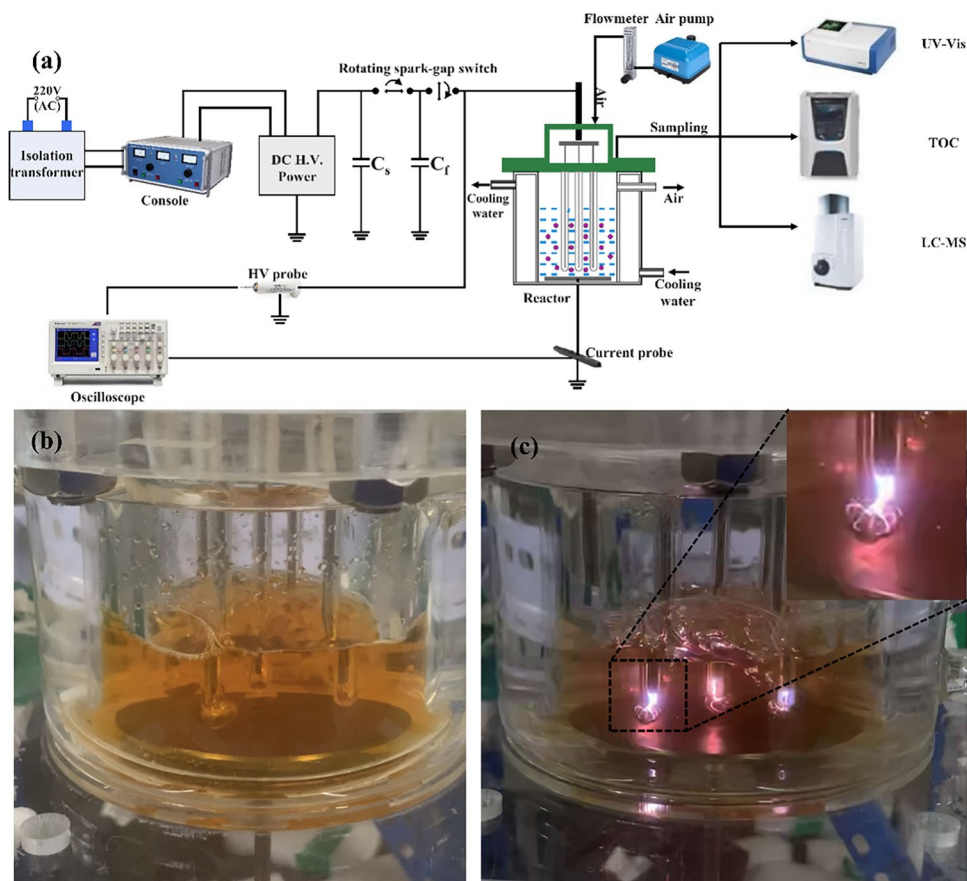 (a)
Flowmeter Air pump
Rotating spark-gap switch
220V
(AC)
Isolation
transformer
Console
DC H.V.
Power
Cs
Cf
Air
Sampling
UV-Vis
TOC
LC-MS
Cooling
water
Air
Cooling
water
Reactor
HV probe
Current probe
Oscilloscope
(b)
(c)